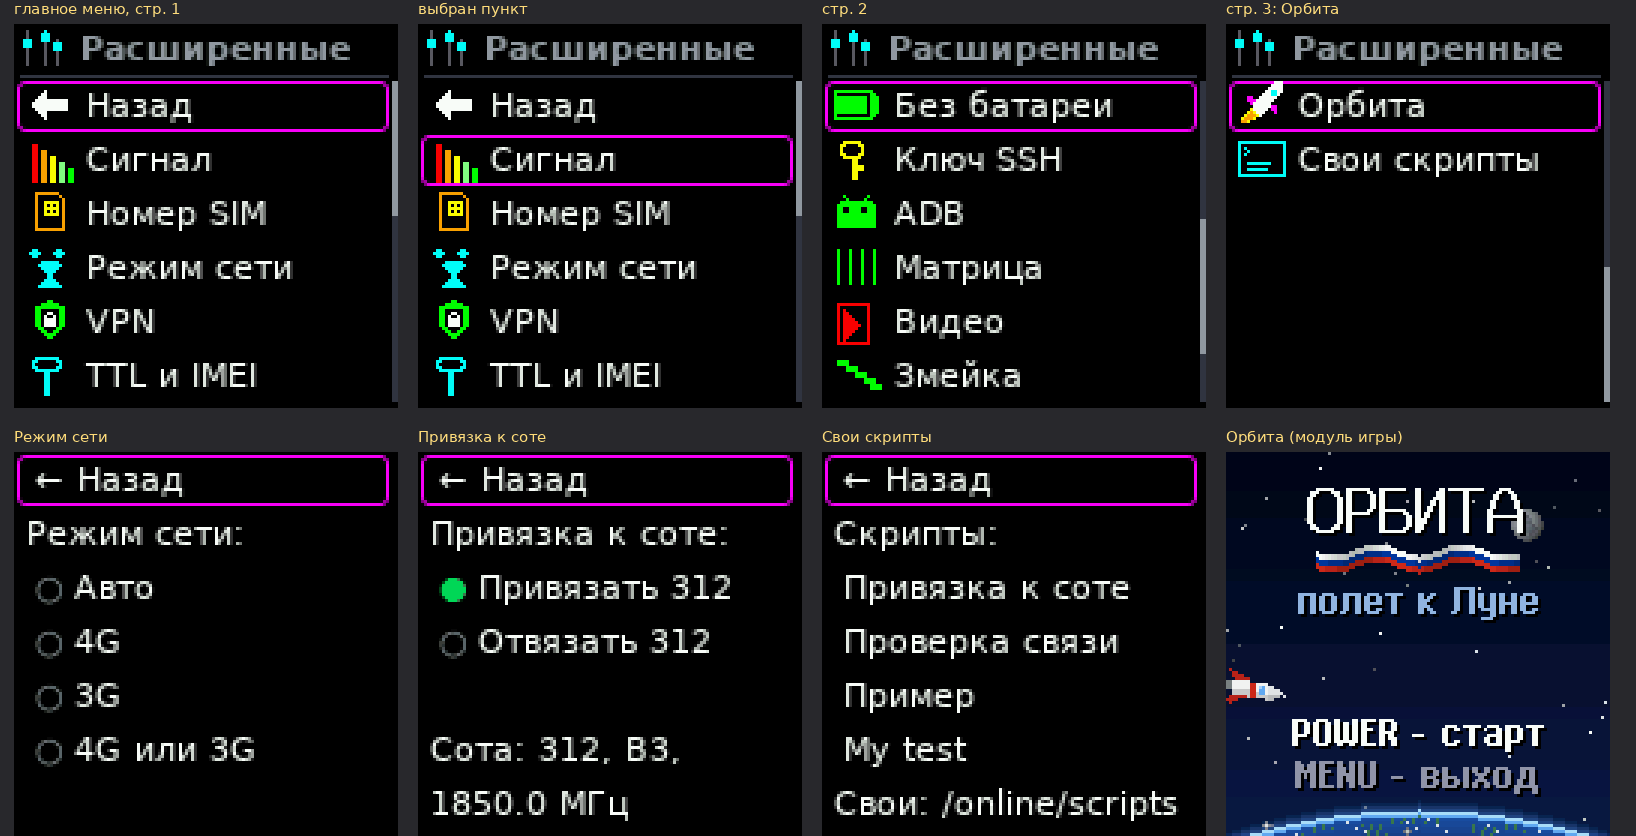 главное меню, стр. 1
Расширенные
Назад
Сигнал
Номер SIM
Режим сети
VPN
TTL и IMEI
выбран пункт
Расширенные
Назад
Сигнал
Номер SIM
Режим сети
VPN
TTL и IMEI
стр. 2
Расширенные
Без батареи
Ключ SSH
ADB
Матрица
Видео
Змейка
стр. 3: Орбита
Расширенные
Орбита
Свои скрипты
Режим сети
← Назад
Режим сети:
Авто
4G
3G
4G или 3G
Привязка к соте
← Назад
Привязка к соте:
Привязать 312
Отвязать 312
Сота: 312, B3,
1850.0 МГц
Свои скрипты
← Назад
Скрипты:
Привязка к соте
Проверка связи
Пример
My test
Свои: /online/scripts
Орбита (модуль игры)
ОРБИТА
полет к Луне
POWER - старт
MENU - выход